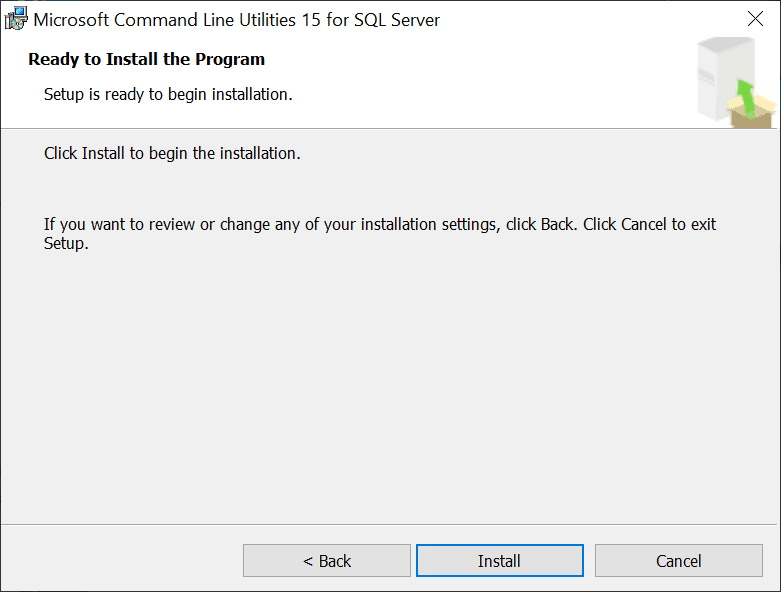 Microsoft Command Line Utilities 15 for SQL Server
Ready to Install the Program
Setup is ready to begin installation.
Click Install to begin the installation.
If you want to review or change any of your installation settings, click Back. Click Cancel to exit
Setup.
< Back
Install
Cancel